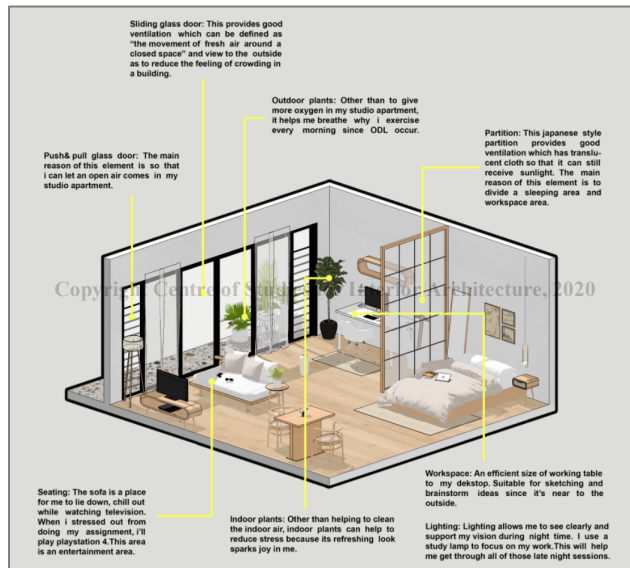 Sliding glass door: This provides good
ventilation which can be defined as
"the movement of fresh air around a
closed space" and view to the outside
as to reduce the feeling of crowding in
a building.
Outdoor plants: Other than to give
more oxygen in my studio apartment,
it helps me breathe why i exercise
every morning since ODL occur.
Partition: This japanese style
partition provides good
ventilation which has translu-
cent cloth so that it can still
receive sunlight. The main
reason of this element is to
divide a sleeping area and
workspace area.
Push& pull glass door: The main
reason of this element is so that
i can let an open air comes in my
studio apartment.
Copyright Centre of Studies for Interior Architecture, 2020
Seating: The sofa is a place
for me to lie down, chill out
while watching television.
When i stressed out from
doing my assignment, i'll
play playstation 4.This area
is an entertainment area.
Indoor plants: Other than helping to clean
the indoor air, indoor plants can help to
reduce stress because its refreshing look
sparks joy in me.
Workspace: An efficient size of working table
to my dekstop. Suitable for sketching and
brainstorm ideas since it's near to the
outside.
Lighting: Lighting allows me to see clearly and
support my vision during night time. I use a
study lamp to focus on my work.This will help
me get through all of those late night sessions.